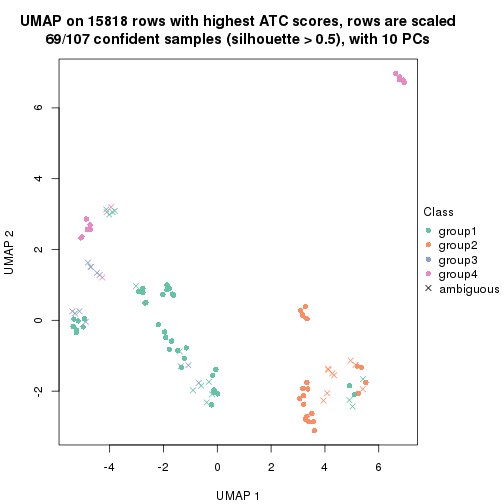 UMAP on 15818 rows with highest ATC scores, rows are scaled
69/107 confident samples (silhouette > 0.5), with 10 PCs
6
4
2
0
-2
UMAP 2
-4
-2
0
2
4
6
UMAP 1
Class
group1
group2
group3
group4
ambiguous